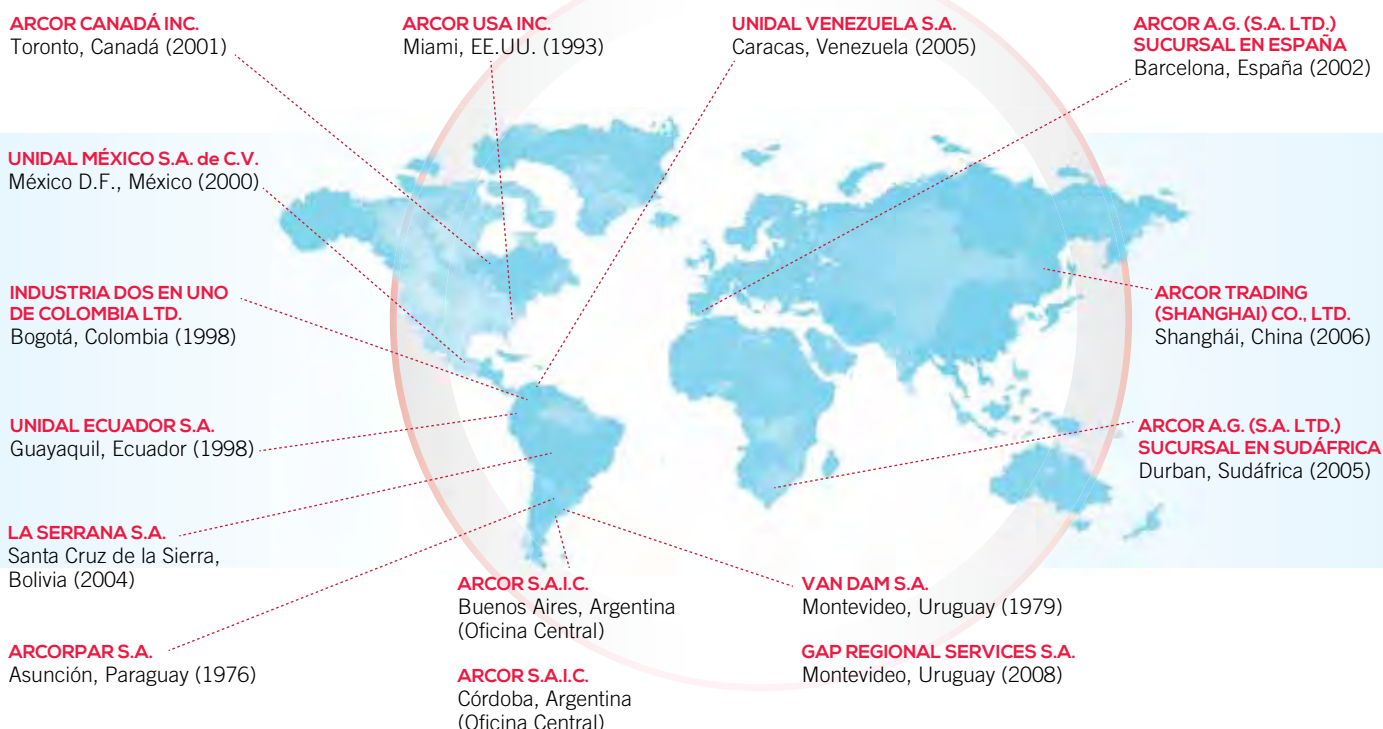 ARCOR CANADÁ INC.
Toronto, Canadá (2001)
ARCOR USA INC.
Miami, EE.UU. (1993)
UNIDAL VENEZUELA S.A.
Caracas, Venezuela (2005)
ARCOR A.G. (S.A. LTD.)
SUCURSAL EN ESPAÑA
Barcelona, España (2002)
UNIDAL MÉXICO S.A. de C.V.
México D.F., México (2000)
INDUSTRIA DOS EN UNO
DE COLOMBIA LTD.
Bogotá, Colombia (1998)
ARCOR TRADING
(SHANGHAI) CO., LTD.
Shanghái, China (2006)
UNIDAL ECUADOR S.A.
Guayaquil, Ecuador (1998)
ARCOR A.G. (S.A. LTD.)
SUCURSAL EN SUDÁFRICA
Durban, Sudáfrica (2005)
LA SERRANA S.A.
Santa Cruz de la Sierra,
Bolivia (2004)
ARCOR S.A.I.C.
Buenos Aires, Argentina
(Oficina Central)
VAN DAM S.A.
Montevideo, Uruguay (1979)
ARCORPAR S.A.
Asunción, Paraguay (1976)
ARCOR S.A.I.C.
Córdoba, Argentina
(Oficina Central)
GAP REGIONAL SERVICES S.A.
Montevideo, Uruguay (2008)